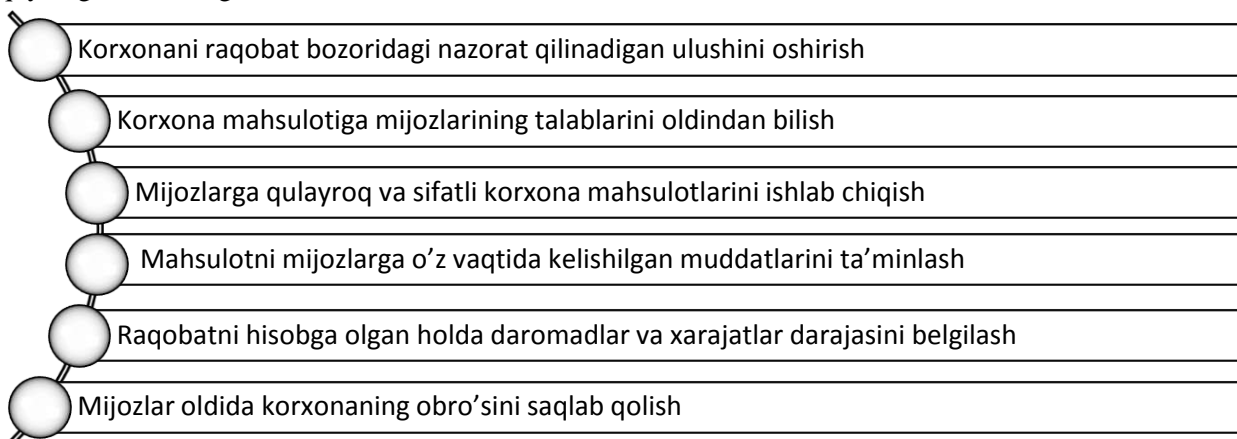 Korxonani raqobat bozoridagi nazorat qilinadigan ulushini oshirish
Korxona mahsulotiga mijozlarining talablarini oldindan bilish
Mijozlarga qulayroq va sifatli korxona mahsulotlarini ishlab chiqish
Mahsulotni mijozlarga o’z vaqtida kelishilgan muddatlarini ta’minlash
Raqobatni hisobga olgan holda daromadlar va xarajatlar darajasini belgilash
Mijozlar oldida korxonaning obro’sini saqlab qolish